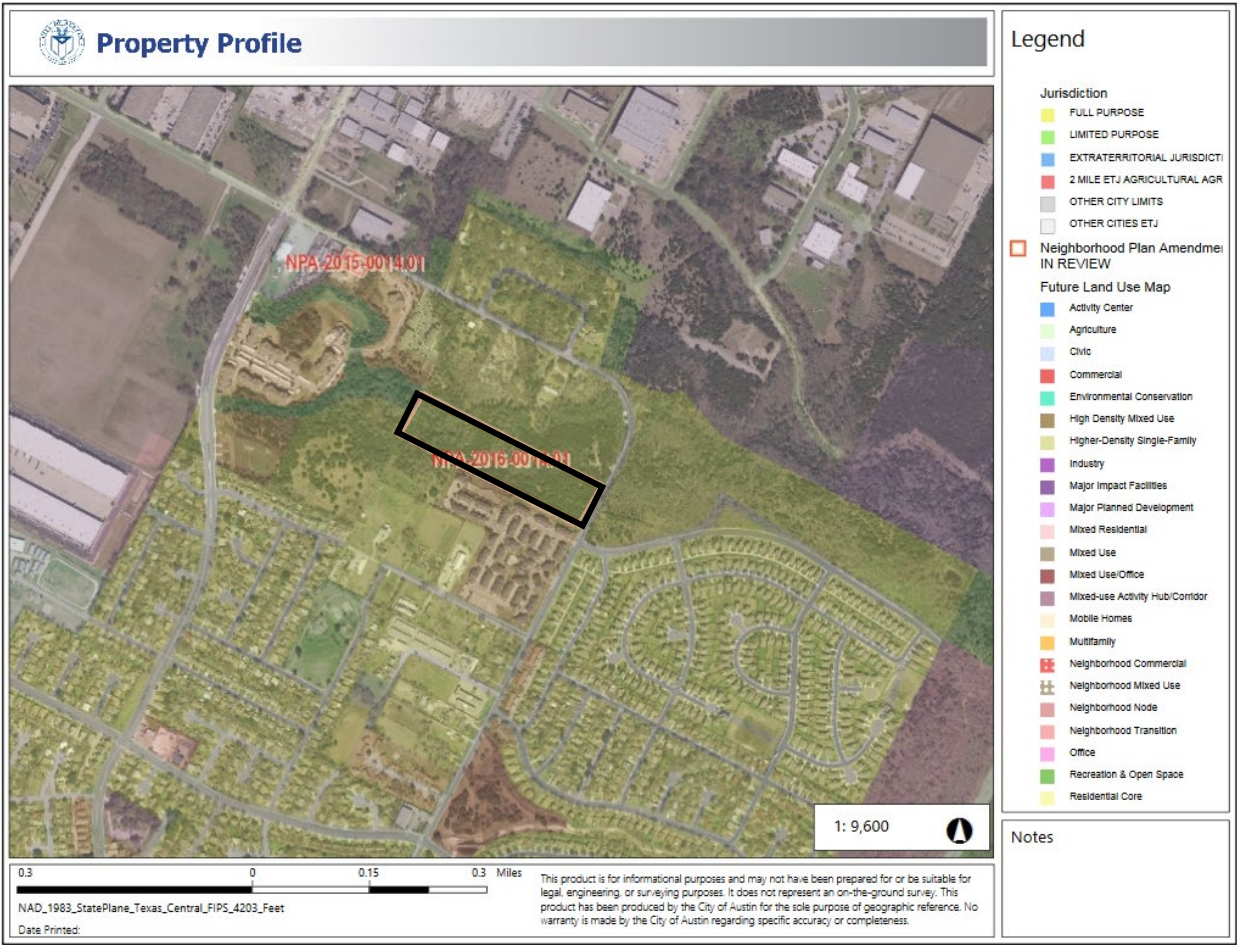 Property Profile
NPA-2015-0014.01
NPA-2016-0014.01
1: 9,600
Legend
Jurisdiction
FULL PURPOSE
LIMITED PURPOSE
EXTRATERRITORIAL JURISDICTI
2 MILE ETJ AGRICULTURAL AGR
OTHER CITY LIMITS
OTHER CITIES ETJ
Neighborhood Plan Amendmen
IN REVIEW
Future Land Use Map
Activity Center
Agriculture
Civic
Commercial
Environmental Conservation
High Density Mixed Use
Higher-Density Single-Family
Industry
Major Impact Facilities
Major Planned Development
Mixed Residential
Mixed Use
Mixed Use/Office
Mixed-use Activity Hub/Corridor
Mobile Homes
Multifamily
Neighborhood Commercial
Neighborhood Mixed Use
Neighborhood Node
Neighborhood Transition
Office
Recreation & Open Space
Residential Core
Notes
0.3 0 0.15 0.3 Miles
NAD_1983_StatePlane_Texas_Central_FIPS_4203_Feet
Date Printed:
This product is for informational purposes and may not have been prepared for or be suitable for
legal, engineering, or surveying purposes. It does not represent an on-the-ground survey. This
product has been produced by the City of Austin for the sole purpose of geographic reference. No
warranty is made by the City of Austin regarding specific accuracy or completeness.